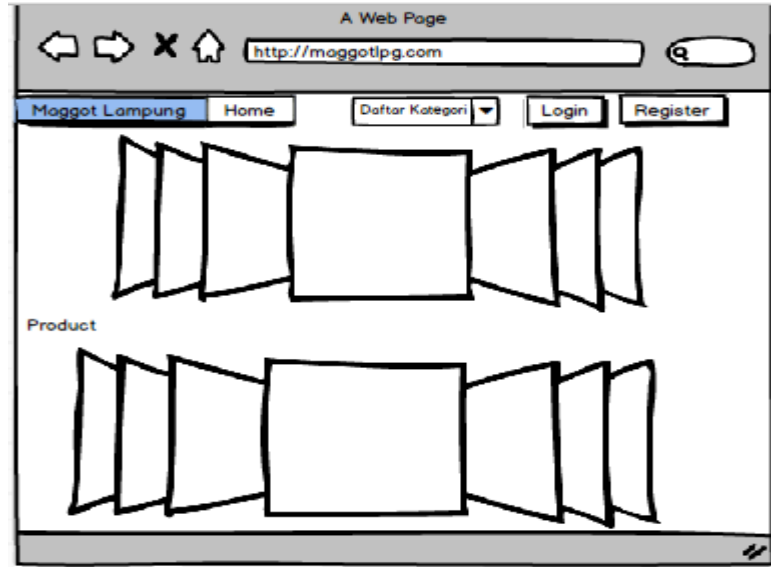 A Web Page
http://maggotlpg.com
Maggot Lampung Home Daftar Kategori Login Register
Product